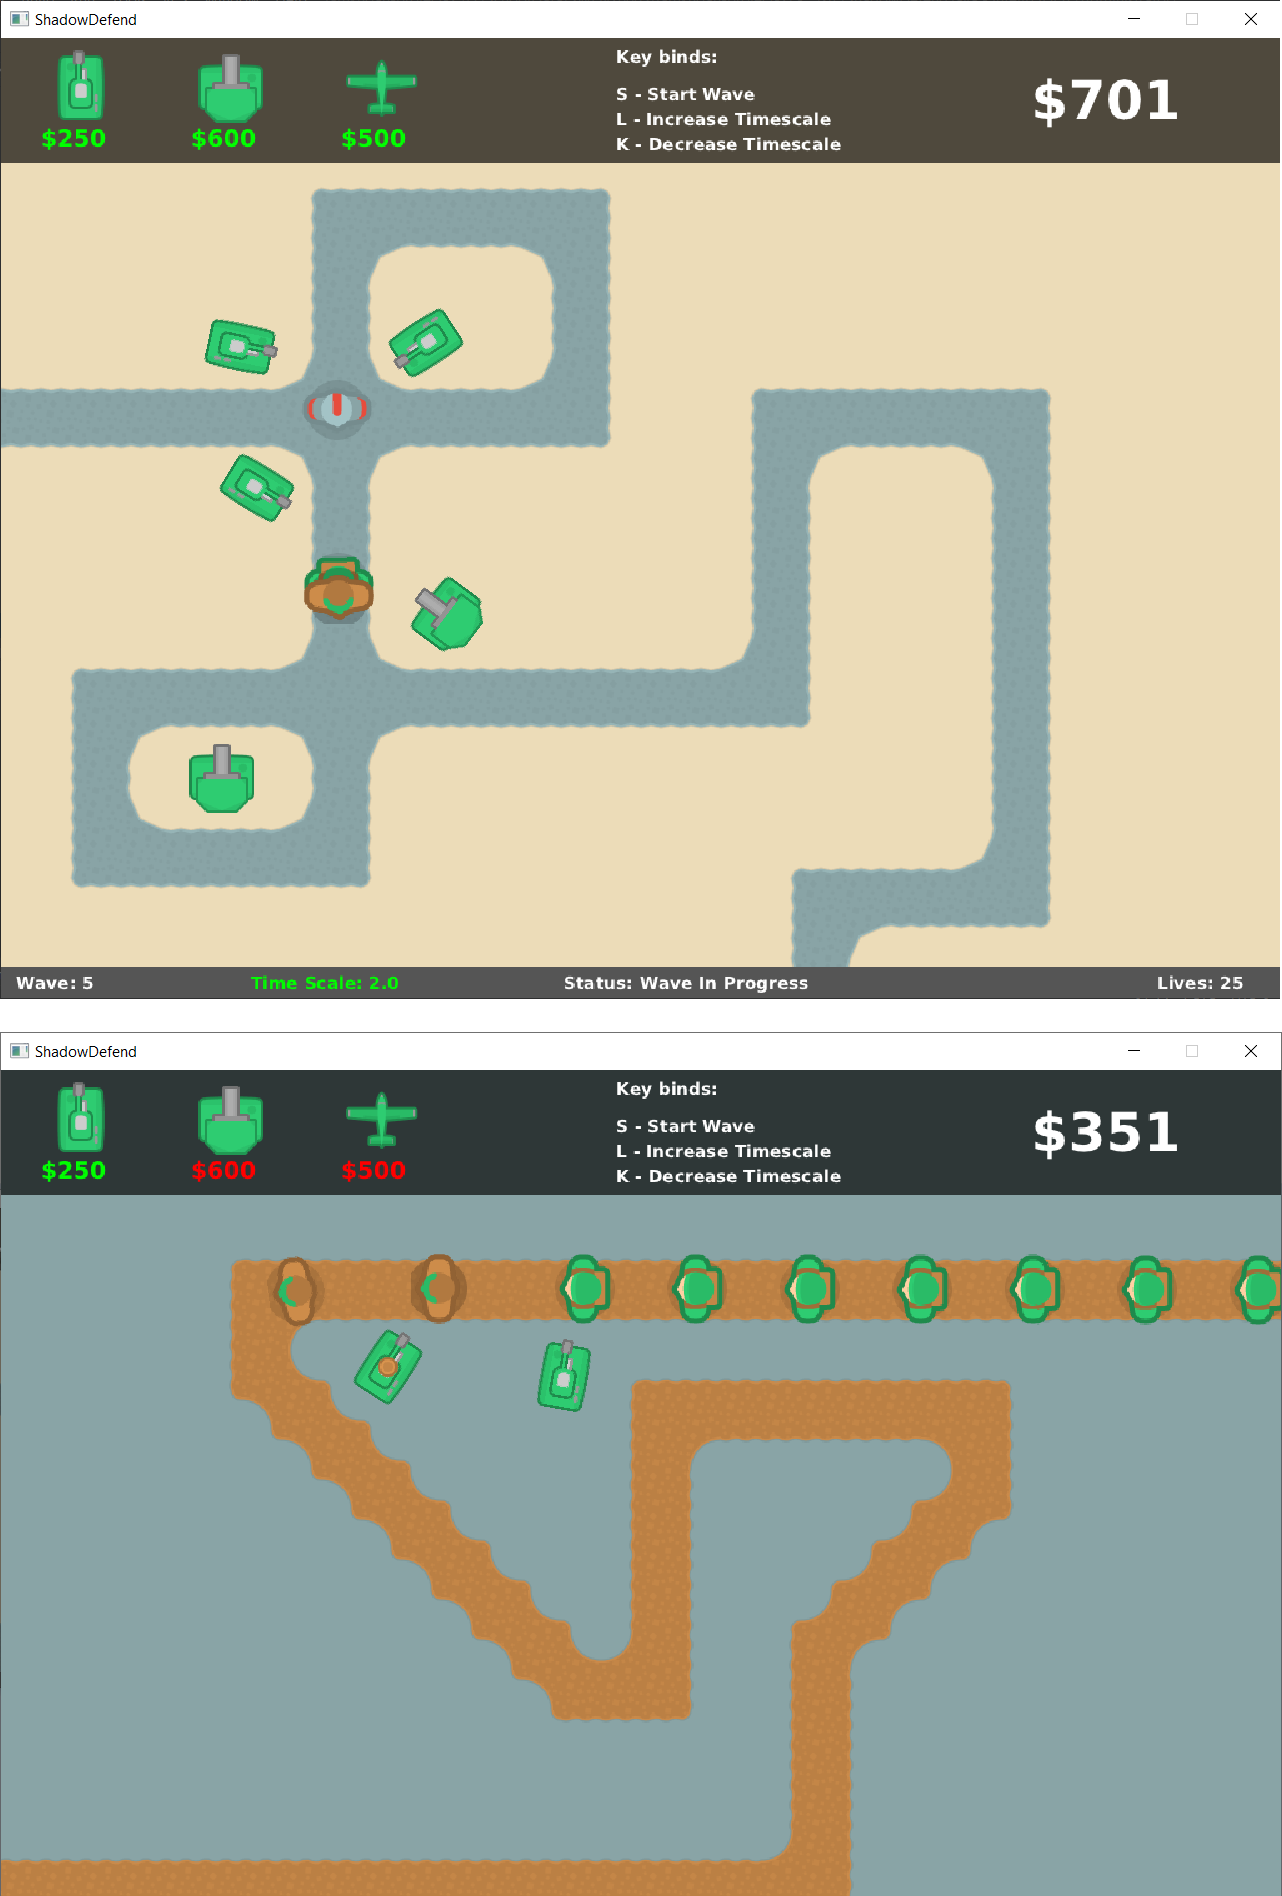 ShadowDefend
$250 $600 $500
Key binds:
S - Start Wave
L - Increase Timescale
K - Decrease Timescale
$701
Wave: 5 Time Scale: 2.0 Status: Wave In Progress Lives: 25
ShadowDefend
$250 $600 $500
Key binds:
S - Start Wave
L - Increase Timescale
K - Decrease Timescale
$351